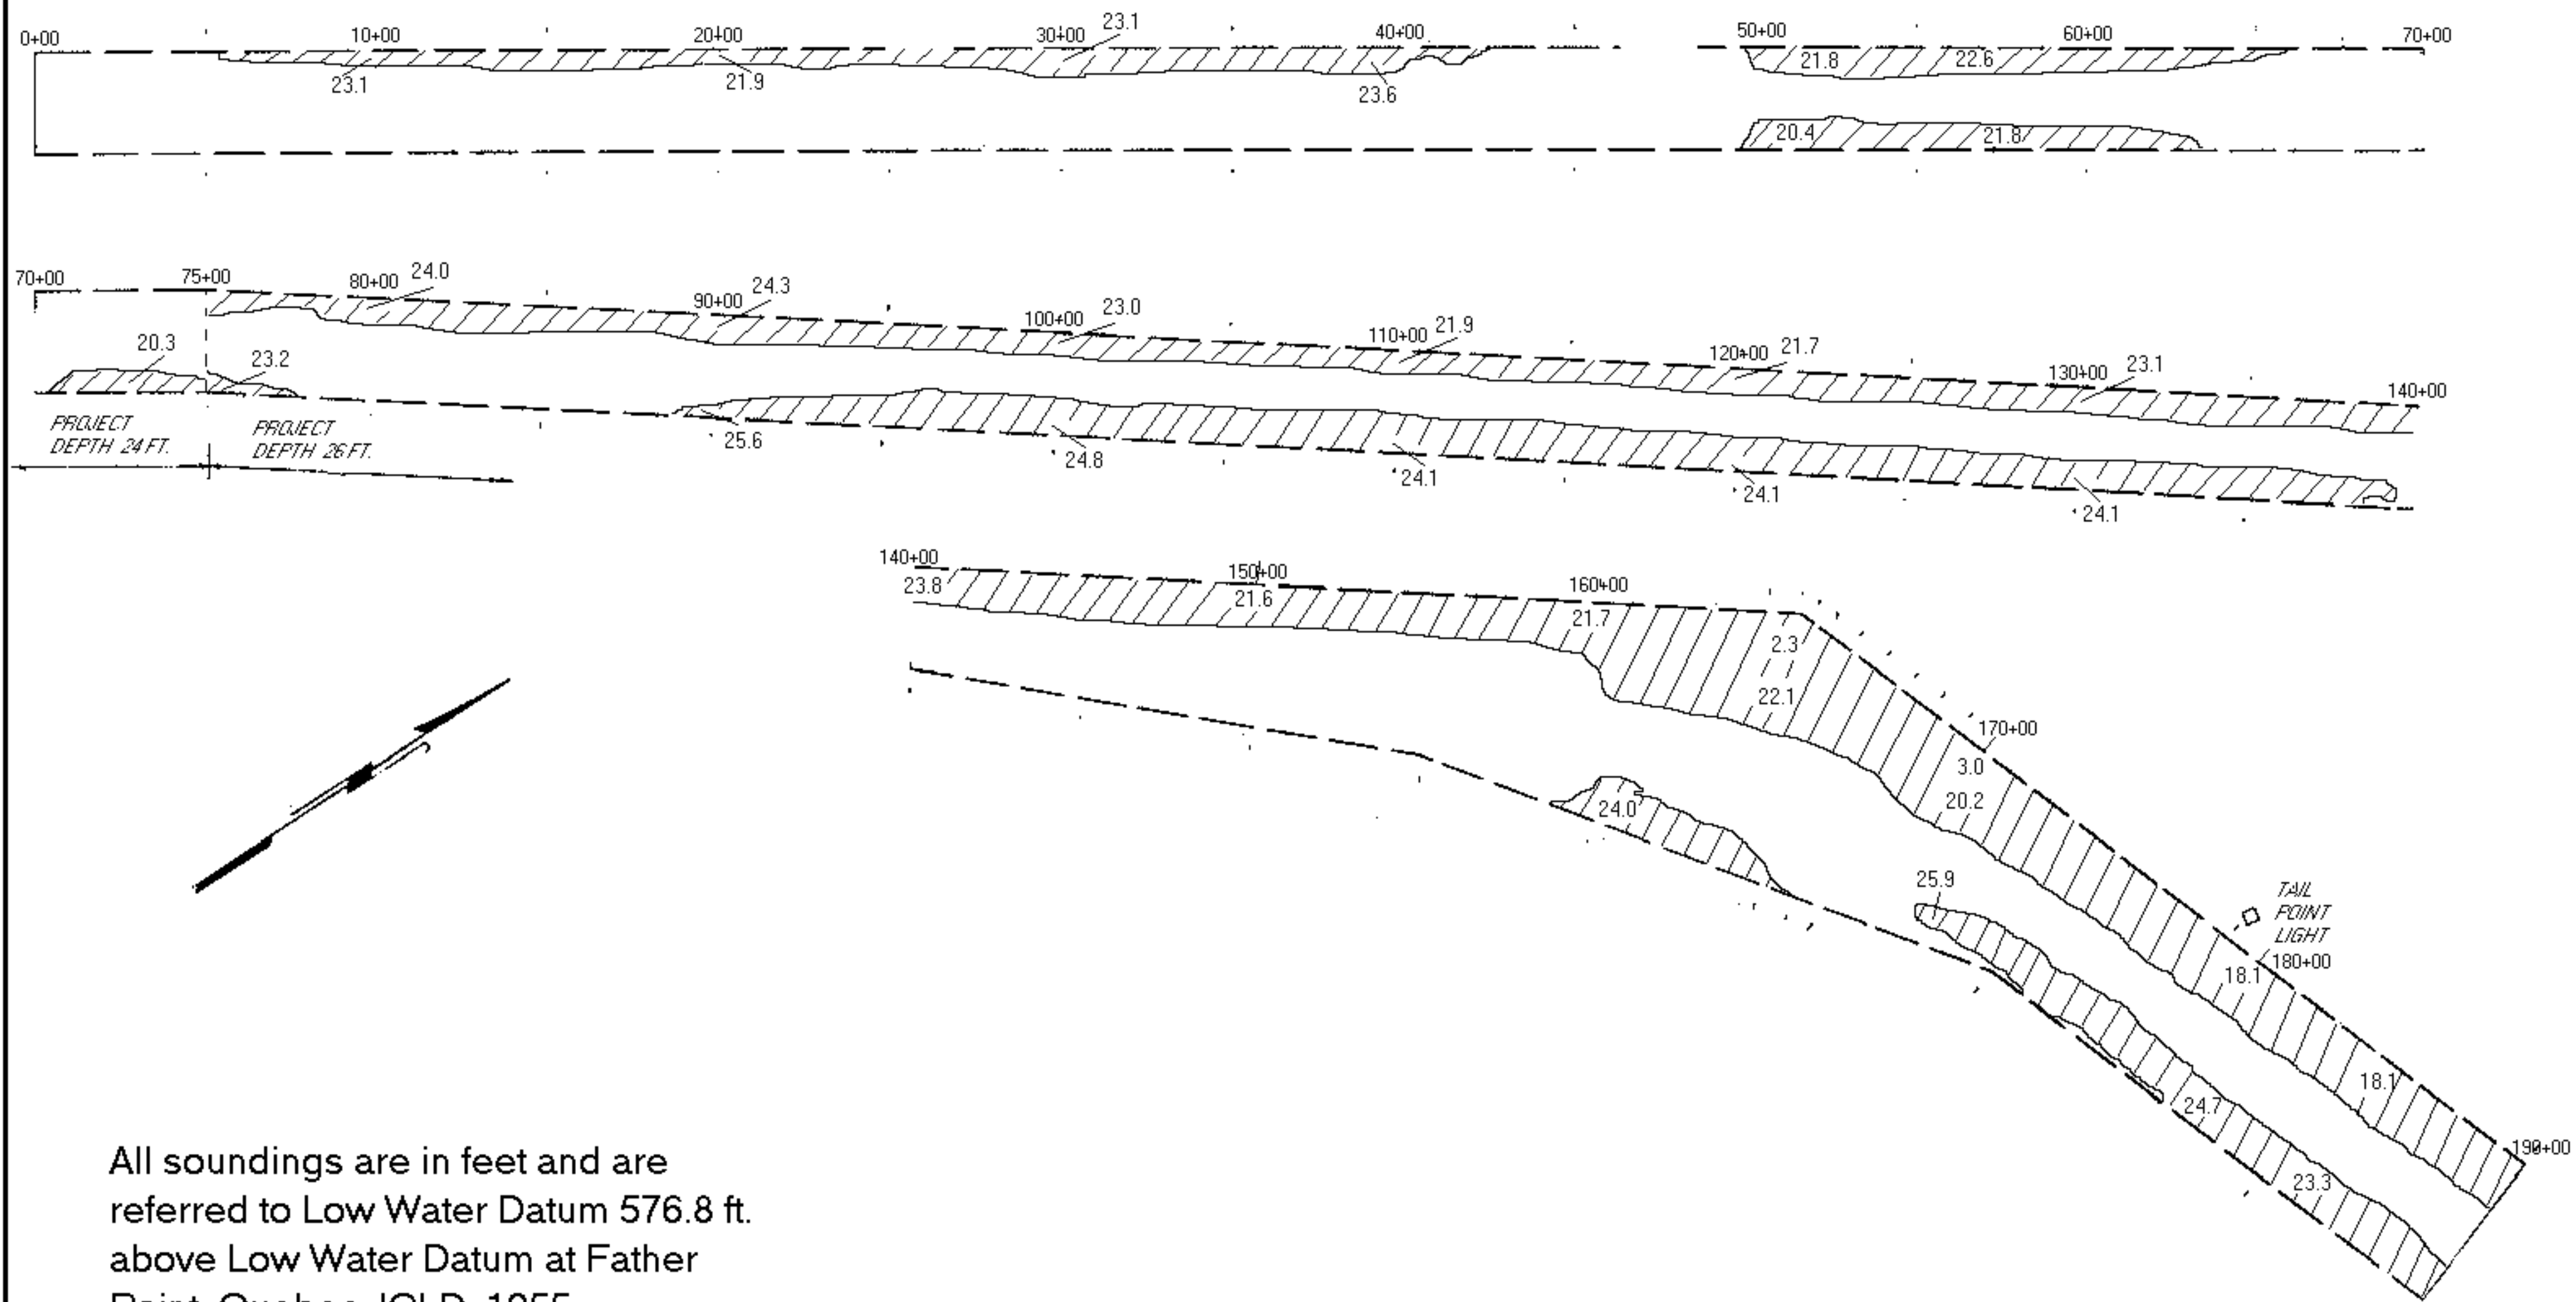 0+00 10+00 20+00 30+00 23.1 40+00 50+00 60+00 70+00
23.1 21.9 23.6 21.8 22.6
20.4 21.8
70+00 75+00 80+00 24.0 90+00 24.3 100+00 23.0 110+00 21.9 120+00 21.7 130+00 23.1 140+00
20.3 23.2
25.6 24.8 24.1 24.1 24.1
PROJECT
DEPTH 24 FT.
PROJECT
DEPTH 26 FT.
140+00 150+00 160+00
23.8 21.6 21.7 2.3
22.1
170+00
3.0
20.2
24.0
25.9
TAIL
POINT
LIGHT
180+00
18.1
18.1
24.7
190+00
23.3
All soundings are in feet and are
referred to Low Water Datum 576.8 ft.
above Low Water Datum at Father